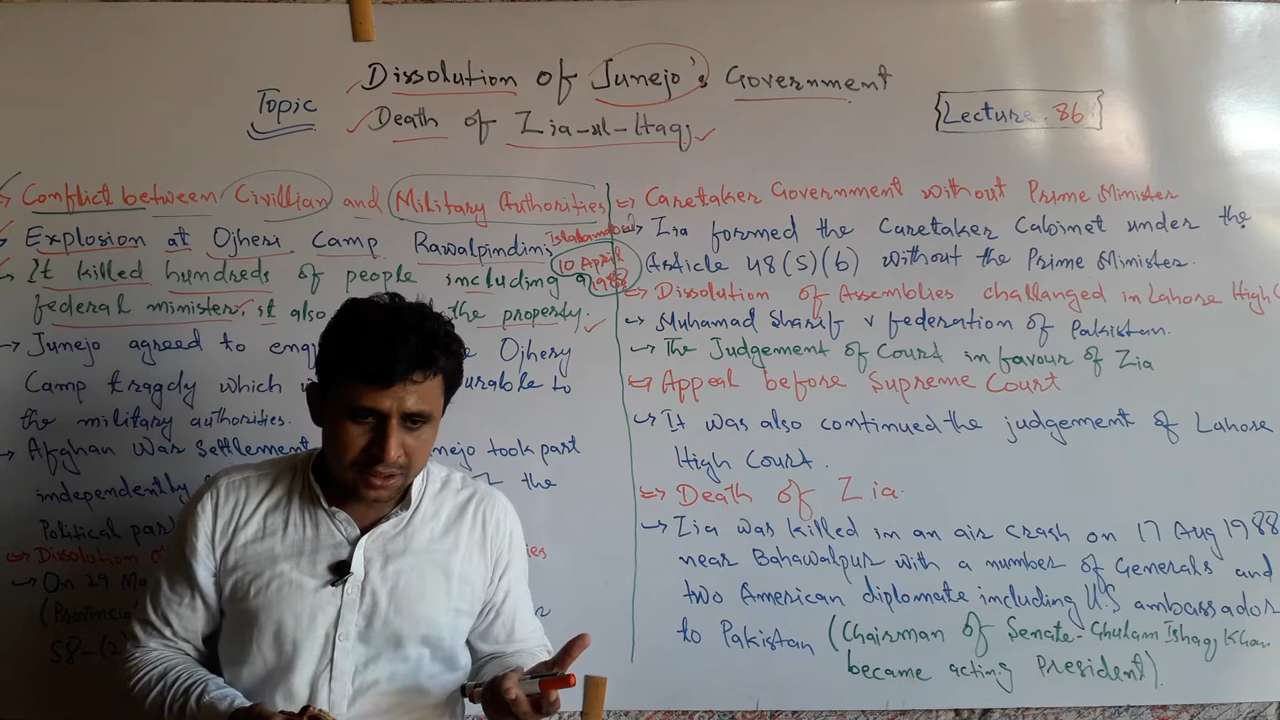 Topic
Dissolution of Junejo's Government
Death of Zia-ul-Haq
Lecture. 86
Conflict between Civillian and Military Authorities
Explosion at Ojheri Camp Rawalpindi
Islalamabad?
10 April 1988
It killed hundreds of people including a
federal minister. it also the property.
Junejo agreed to Ojhery
Camp tragdy which urable to
the military authorities.
Afghan War Settlement took part
independently the
Political
Dissolution
On 29
58-(2)
Caretaker Government without Prime Minister
Zia formed the Caretaker Cabinet under the
Article 48(5)(b) without the Prime Minister.
Dissolution of Assemblies challanged in Lahore High
Muhamad Sharif v federation of Pakistan.
The Judgement of Court in favour of Zia
Appeal before Supreme Court
It was also continued the judgement of Lahore
High Court.
Death of Zia.
Zia was killed in an air crash on 17 Aug 1988
near Bahawalpur with a number of Generals and
two American diplomate including U.S ambassador
to Pakistan (Chairman of Senate-Ghulam Ishaq Khan
became acting President).